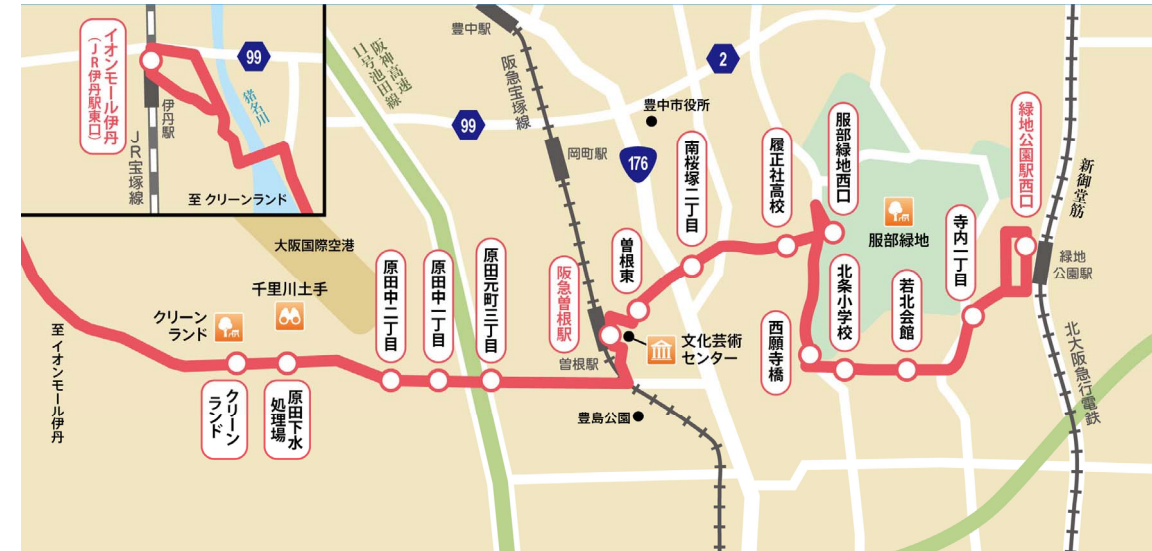 イオンモール伊丹
(JR伊丹駅東口)
伊丹駅
JR宝塚線
99
猪名川
至 クリーンランド
阪神高速
11号池田線
豊中駅
阪急宝塚線
2
99
豊中市役所
岡町駅
176
南桜塚二丁目
履正社高校
服部緑地西口
緑地公園駅西口
新御堂筋
服部緑地
寺内一丁目
緑地
公園駅
大阪国際空港
千里川土手
クリーン
ランド
原田中二丁目
原田中一丁目
原田元町三丁目
阪急曽根駅
曽根東
文化芸術
センター
曽根駅
西願寺橋
北条小学校
若北会館
北大阪急行電鉄
至 イオンモール伊丹
クリーン
ランド
原田下水
処理場
豊島公園